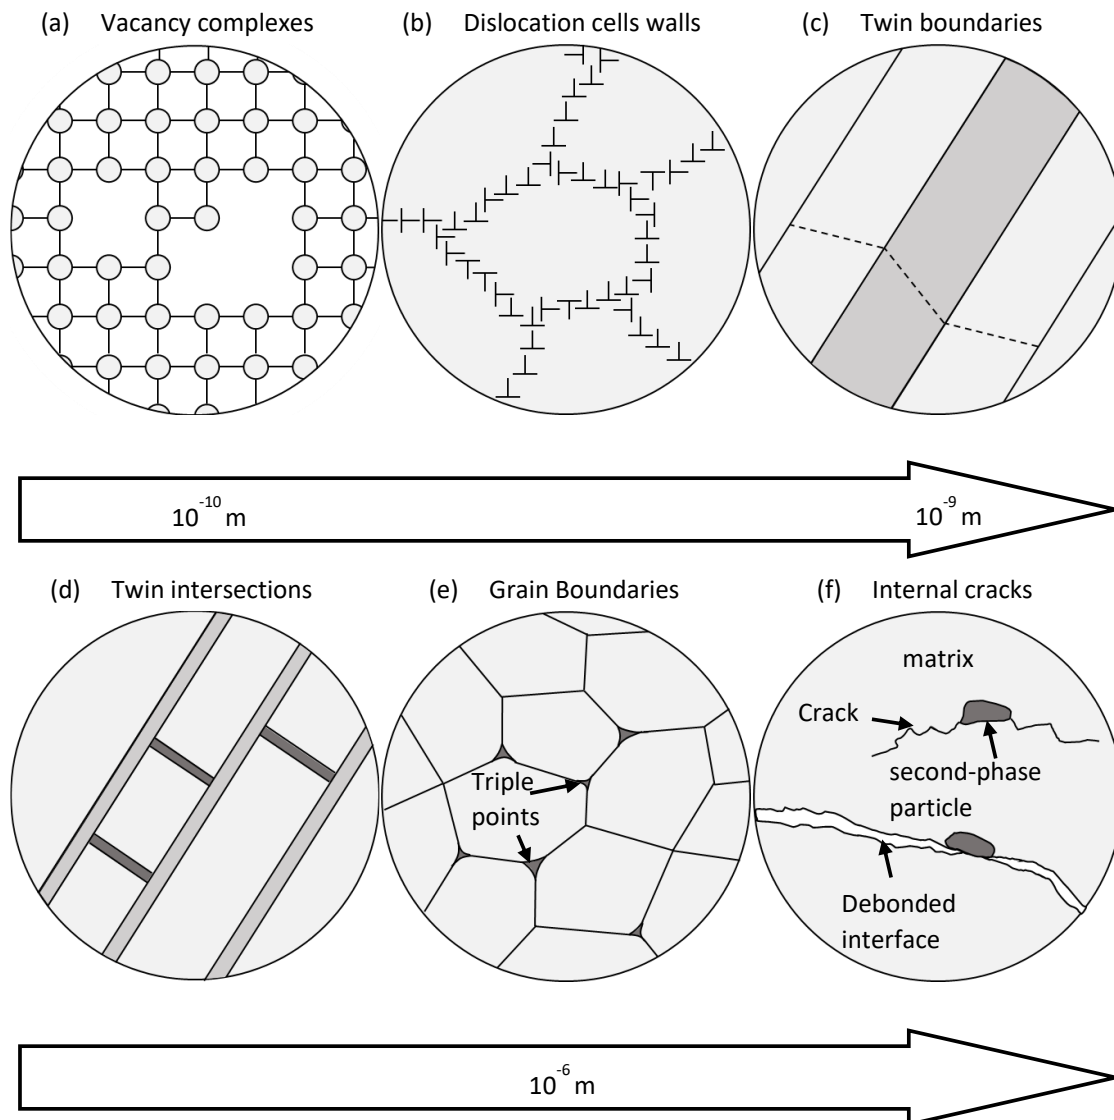 (a) Vacancy complexes
(b) Dislocation cells walls
(c) Twin boundaries
10⁻¹⁰ m
10⁻⁹ m
(d) Twin intersections
(e) Grain Boundaries
(f) Internal cracks
Triple
points
matrix
Crack
second-phase
particle
Debonded
interface
10⁻⁶ m